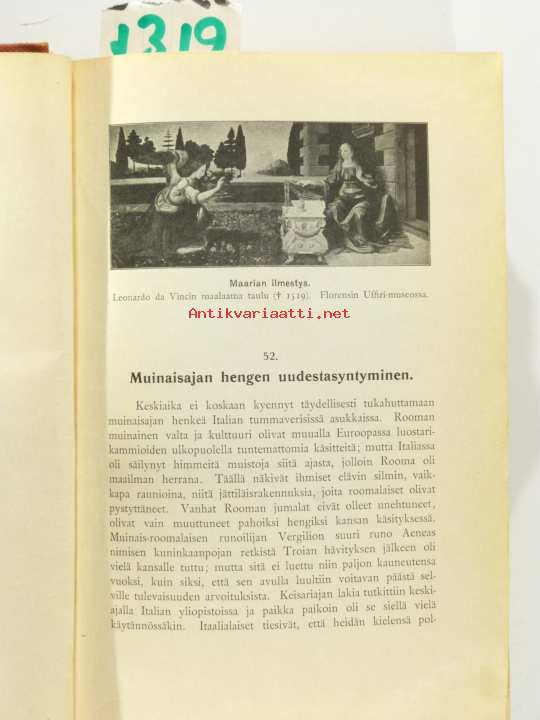 1319
Maarian Ilmestys.
Leonardo da Vincin maalaama taulu († 1519). Florensin Uffizi-museossa.
Antikvariaatti.net
52.
Muinaisajan hengen uudestasyntyminen.
Keskiaika ei koskaan kyennyt täydellisesti tukahuttamaan
muinaisajan henkeä Italian tummaverisissä asukkaissa. Rooman
muinainen valta ja kulttuuri olivat muualla Euroopassa luostari-
kammioiden ulkopuolella tuntemattomia käsitteitä; mutta Italiassa
oli säilynyt himmeitä muistoja siitä ajasta, jolloin Rooma oli
maailman herrana. Täällä näkivät ihmiset elävin silmin, vaik-
kapa raunioina, niitä jättiläisrakennuksia, joita roomalaiset olivat
pystyttäneet. Vanhat Rooman jumalat eivät olleet unehtuneet,
olivat vain muuttuneet pahoiksi hengiksi kansan käsityksessä.
Muinais-roomalaisen runoilijan Vergilion suuri runo Aeneas
nimisen kuninkaanpojan retkistä Troian hävityksen jälkeen oli
vielä kansalle tuttu; mutta sitä ei luettu niin paljon kauneutensa
vuoksi, kuin siksi, että sen avulla luultiin voitavan päästä sel-
ville tulevaisuuden arvoituksista. Keisariajan lakia tutkittiin keski-
ajalla Italian yliopistoissa ja paikka paikoin oli se siellä vielä
käytännössäkin. Itaalialaiset tiesivät, että heidän kielensä pol-